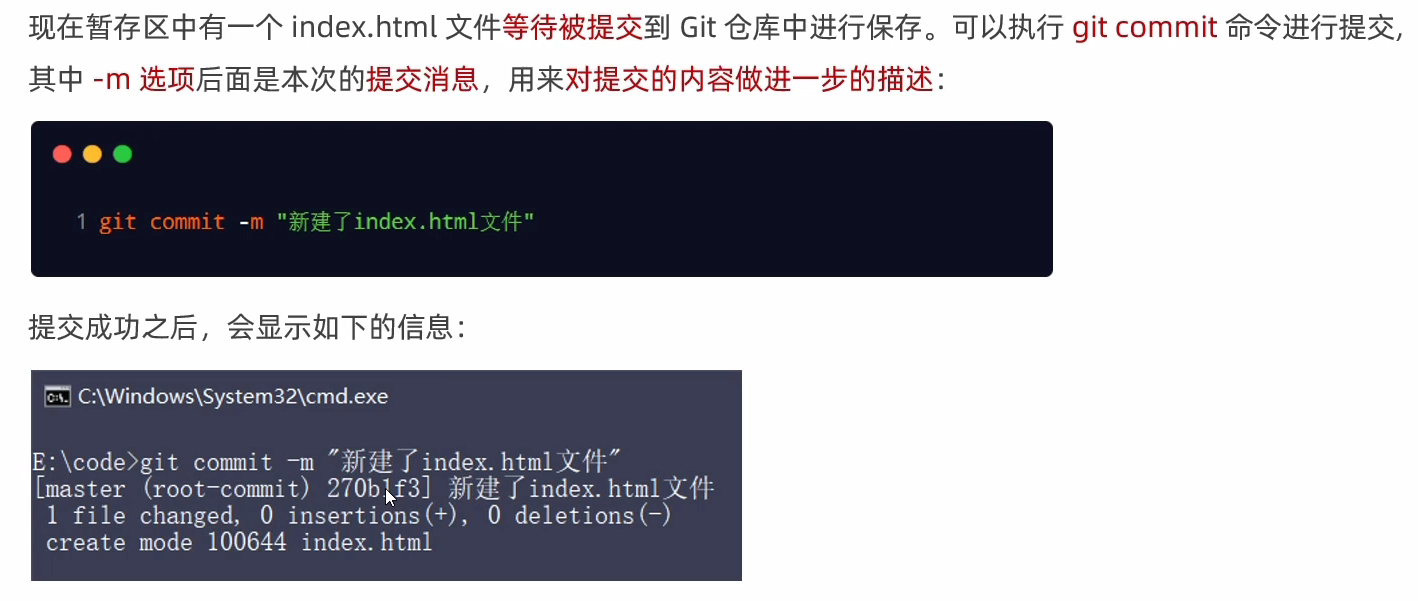 现在暂存区中有一个 index.html 文件等待被提交到 Git 仓库中进行保存。可以执行 git commit 命令进行提交,
其中 -m 选项后面是本次的提交消息，用来对提交的内容做进一步的描述：
1 git commit -m "新建了index.html文件"
提交成功之后，会显示如下的信息：
C:\Windows\System32\cmd.exe
E:\code>git commit -m "新建了index.html文件"
[master (root-commit) 270b1f3] 新建了index.html文件
1 file changed, 0 insertions(+), 0 deletions(-)
create mode 100644 index.html